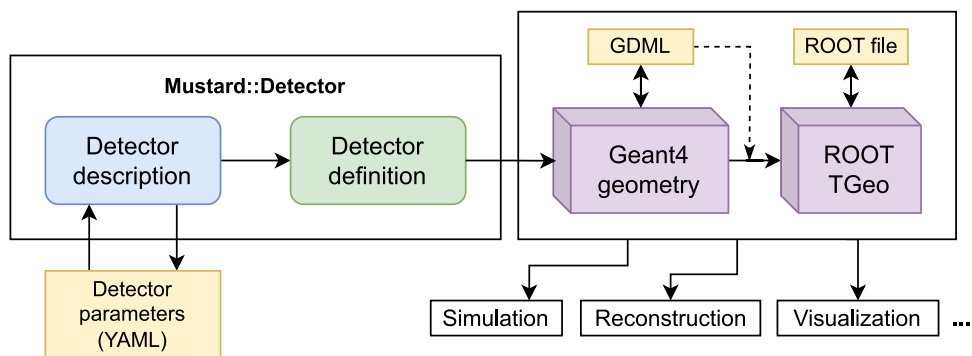 GDML
ROOT file
Mustard::Detector
Detector
description
Detector
definition
Geant4
geometry
ROOT
TGeo
Detector
parameters
(YAML)
Simulation
Reconstruction
Visualization
...